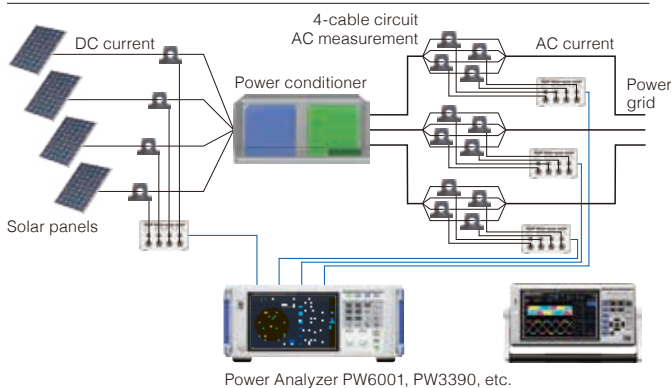 4-cable circuit
AC measurement
DC current
AC current
Power conditioner
Power
grid
Solar panels
Power Analyzer PW6001, PW3390, etc.